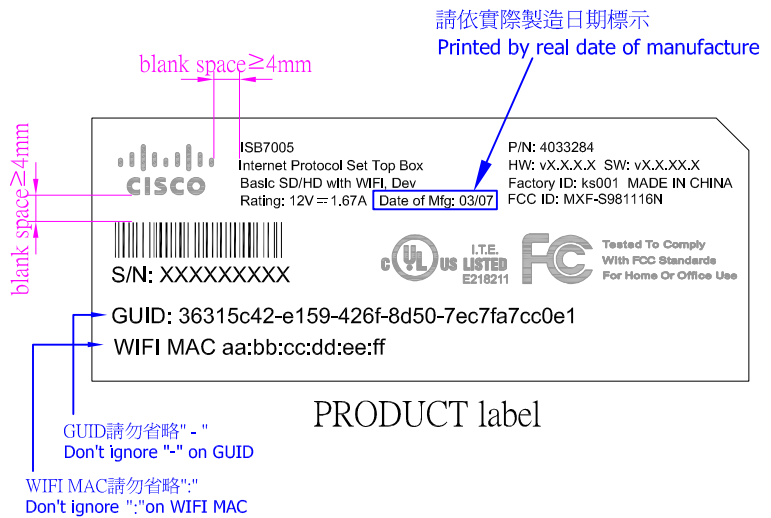 請依實際製造日期標示
Printed by real date of manufacture
blank space≥4mm
blank space≥4mm
CISCO
ISB7005
Internet Protocol Set Top Box
Basic SD/HD with WIFI, Dev
Rating: 12V⎓1.67A Date of Mfg: 03/07
P/N: 4033284
HW: vX.X.X.X SW: vX.X.XX.X
Factory ID: ks001 MADE IN CHINA
FCC ID: MXF-S981116N
S/N: XXXXXXXXX
c UL US I.T.E. LISTED E218211
FC
Tested To Comply
With FCC Standards
For Home Or Office Use
GUID: 36315c42-e159-426f-8d50-7ec7fa7cc0e1
WIFI MAC aa:bb:cc:dd:ee:ff
PRODUCT label
GUID請勿省略"-"
Don't ignore "-" on GUID
WIFI MAC請勿省略":"
Don't ignore ":"on WIFI MAC